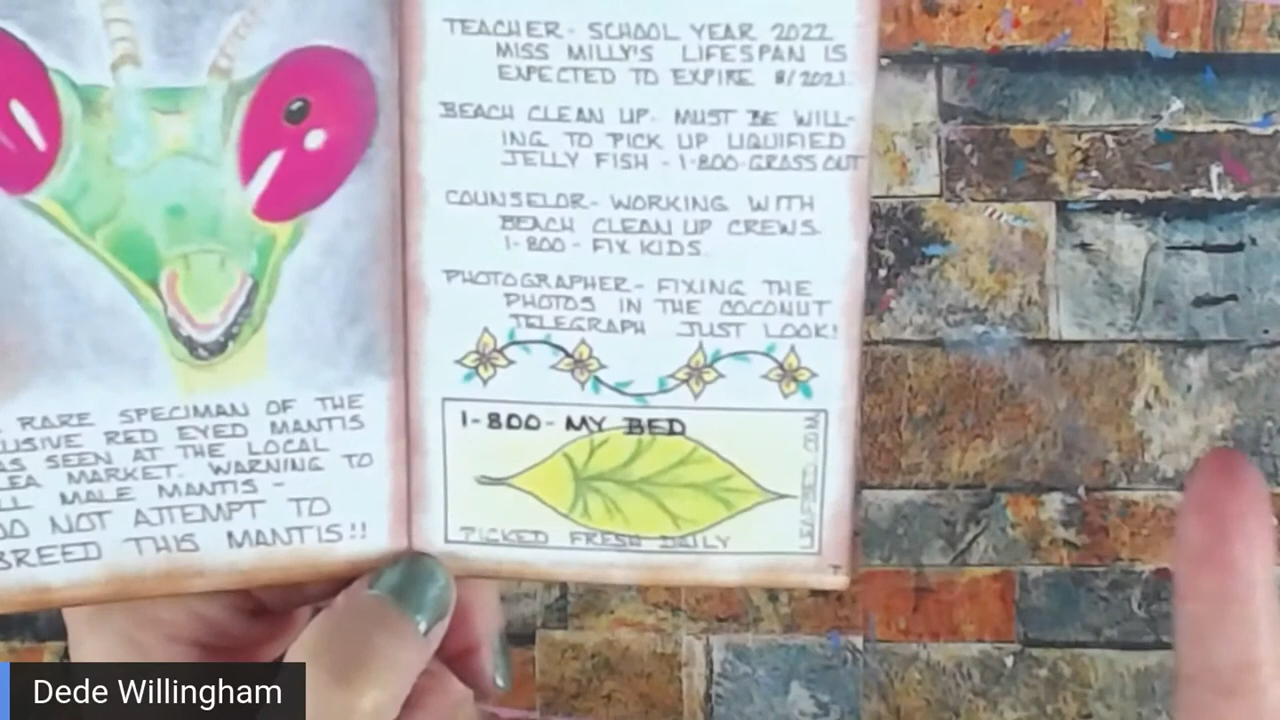 RARE SPECIMAN OF THE
USIVE RED EYED MANTIS
AS SEEN AT THE LOCAL
EA MARKET. WARNING TO
LL MALE MANTIS -
DO NOT ATTEMPT TO
BREED THIS MANTIS!!
TEACHER - SCHOOL YEAR 2022
MISS MILLY'S LIFESPAN IS
EXPECTED TO EXPIRE 8/2021
BEACH CLEAN UP. MUST BE WILL-
ING TO PICK UP LIQUIFIED
JELLY FISH - 1-800-GROSS OUT
COUNSELOR - WORKING WITH
BEACH CLEAN UP CREWS.
1-800 - FIX KIDS.
PHOTOGRAPHER - FIXING THE
PHOTOS IN THE COCONUT
TELEGRAPH JUST LOOK!
1-800- MY BED
PICKED FRESH DAILY
Dede Willingham